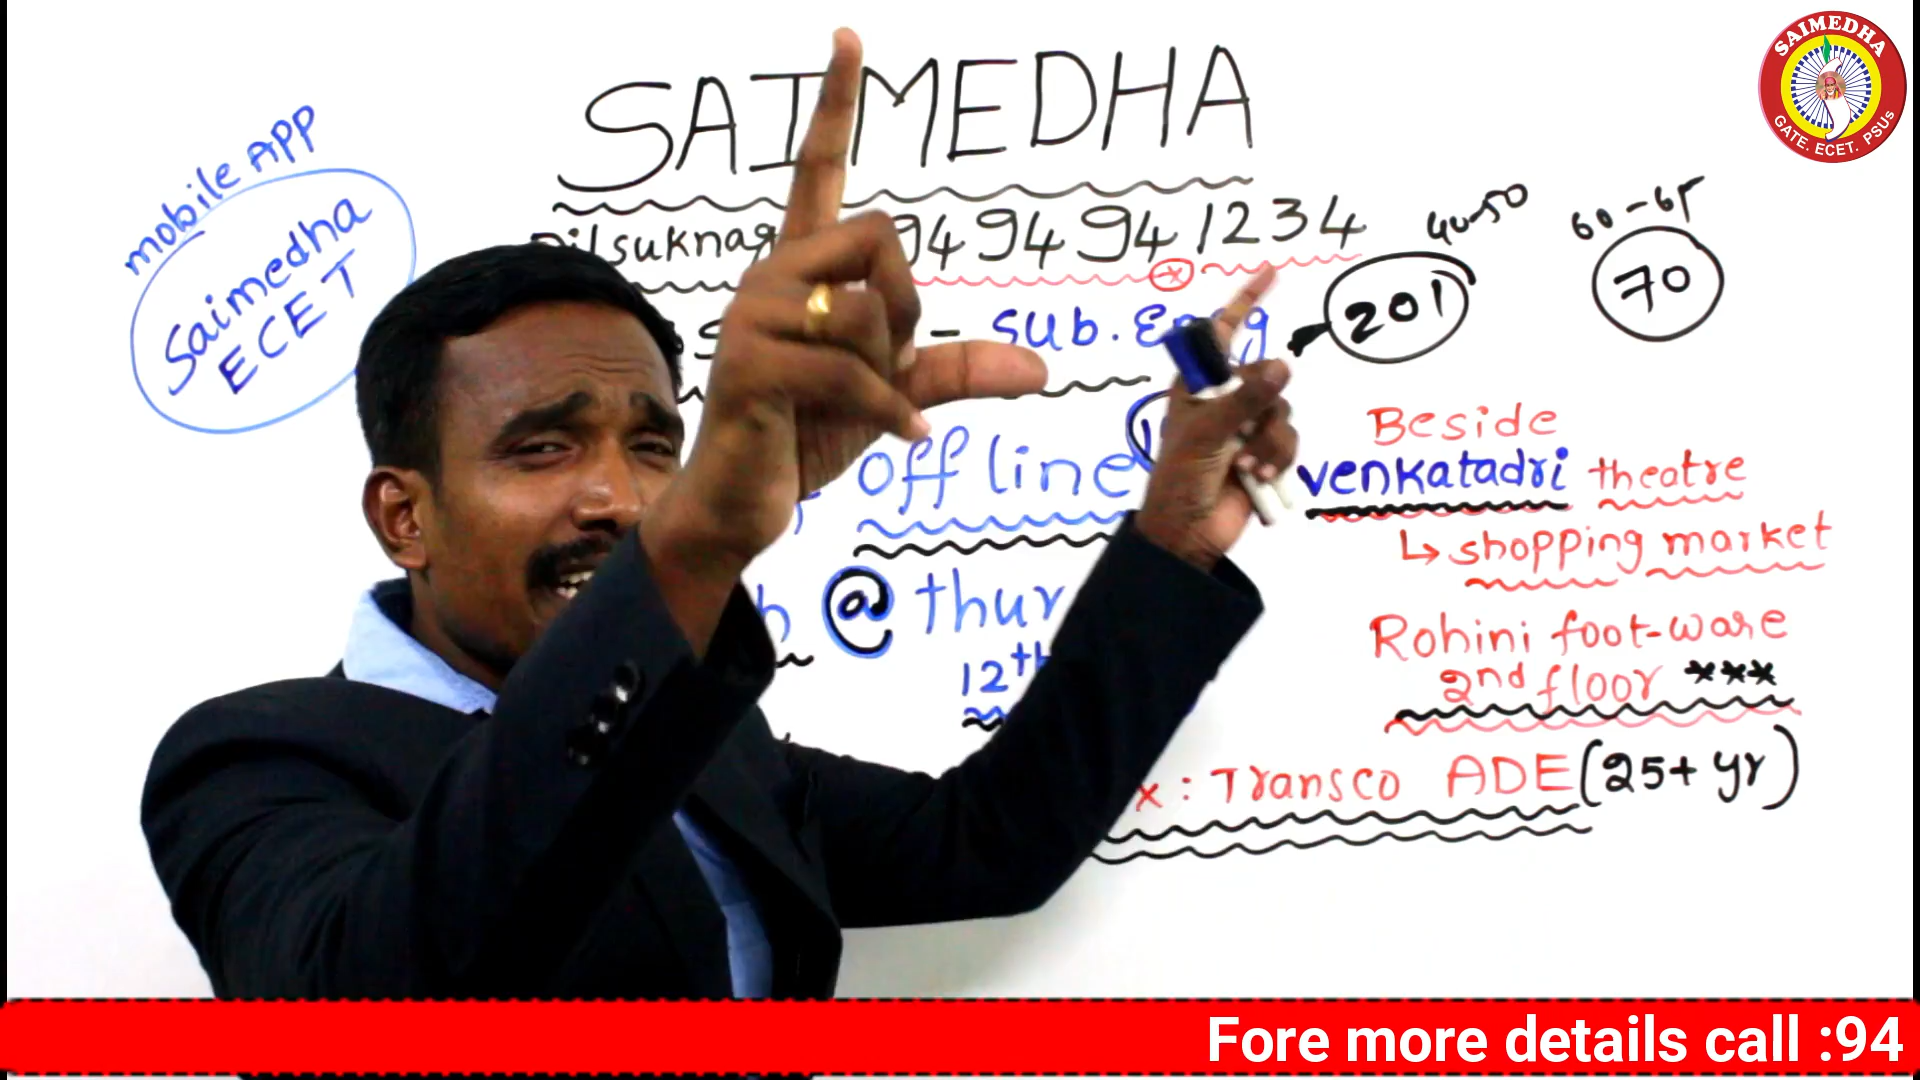 SAIMEDHA
GATE. ECET. PSUs
SAIMEDHA
mobile APP
Saimedha
ECET
Dilsuknag 94 94 94 1234
40-50
60-65
- sub. Engg - 201
70
off line
Beside
venkatadri theatre
↳ shopping market
@ thur
12th
Rohini foot-ware
2nd floor ***
x : Transco ADE (25+ yr)
Fore more details call :94